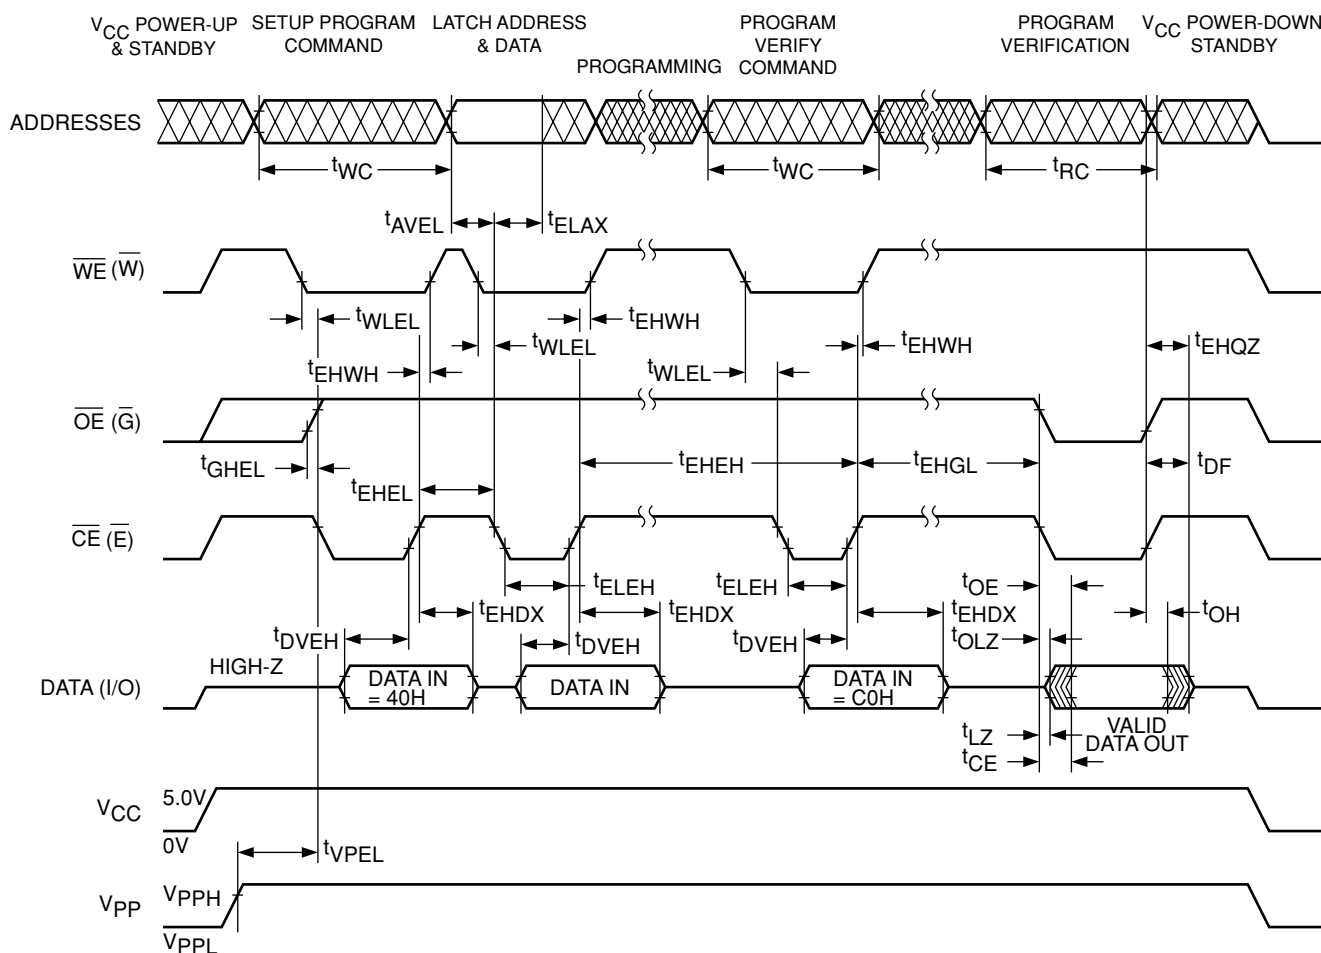 VCC POWER-UP & STANDBY
SETUP PROGRAM COMMAND
LATCH ADDRESS & DATA
PROGRAMMING
PROGRAM VERIFY COMMAND
PROGRAM VERIFICATION
VCC POWER-DOWN STANDBY
ADDRESSES
tWC
tWC
tRC
tAVEL
tELAX
WE (W)
tWLEL
tEHWH
tWLEL
tEHWH
tWLEL
tEHWH
tEHQZ
OE (G)
tGHEL
tEHEL
tEHEH
tEHGL
tDF
CE (E)
tELEH
tELEH
tOE
tEHDX
tEHDX
tEHDX
tOH
tDVEH
tDVEH
tDVEH
tOLZ
HIGH-Z
DATA (I/O)
DATA IN = 40H
DATA IN
DATA IN = C0H
VALID DATA OUT
tLZ
tCE
VCC
5.0V
0V
tVPEL
VPP
VPPH
VPPL